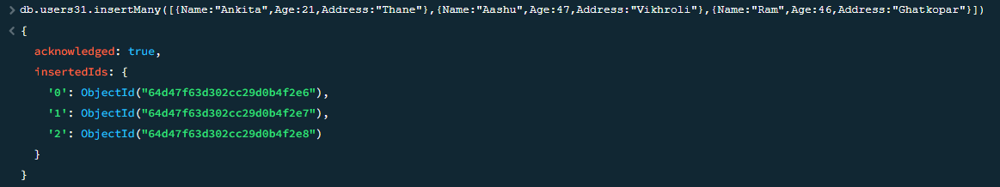 > db.users31.insertMany([{Name:"Ankita",Age:21,Address:"Thane"},{Name:"Aashu",Age:47,Address:"Vikhroli"},{Name:"Ram",Age:46,Address:"Ghatkopar"}])
< {
acknowledged: true,
insertedIds: {
'0': ObjectId("64d47f63d302cc29d0b4f2e6"),
'1': ObjectId("64d47f63d302cc29d0b4f2e7"),
'2': ObjectId("64d47f63d302cc29d0b4f2e8")
}
}